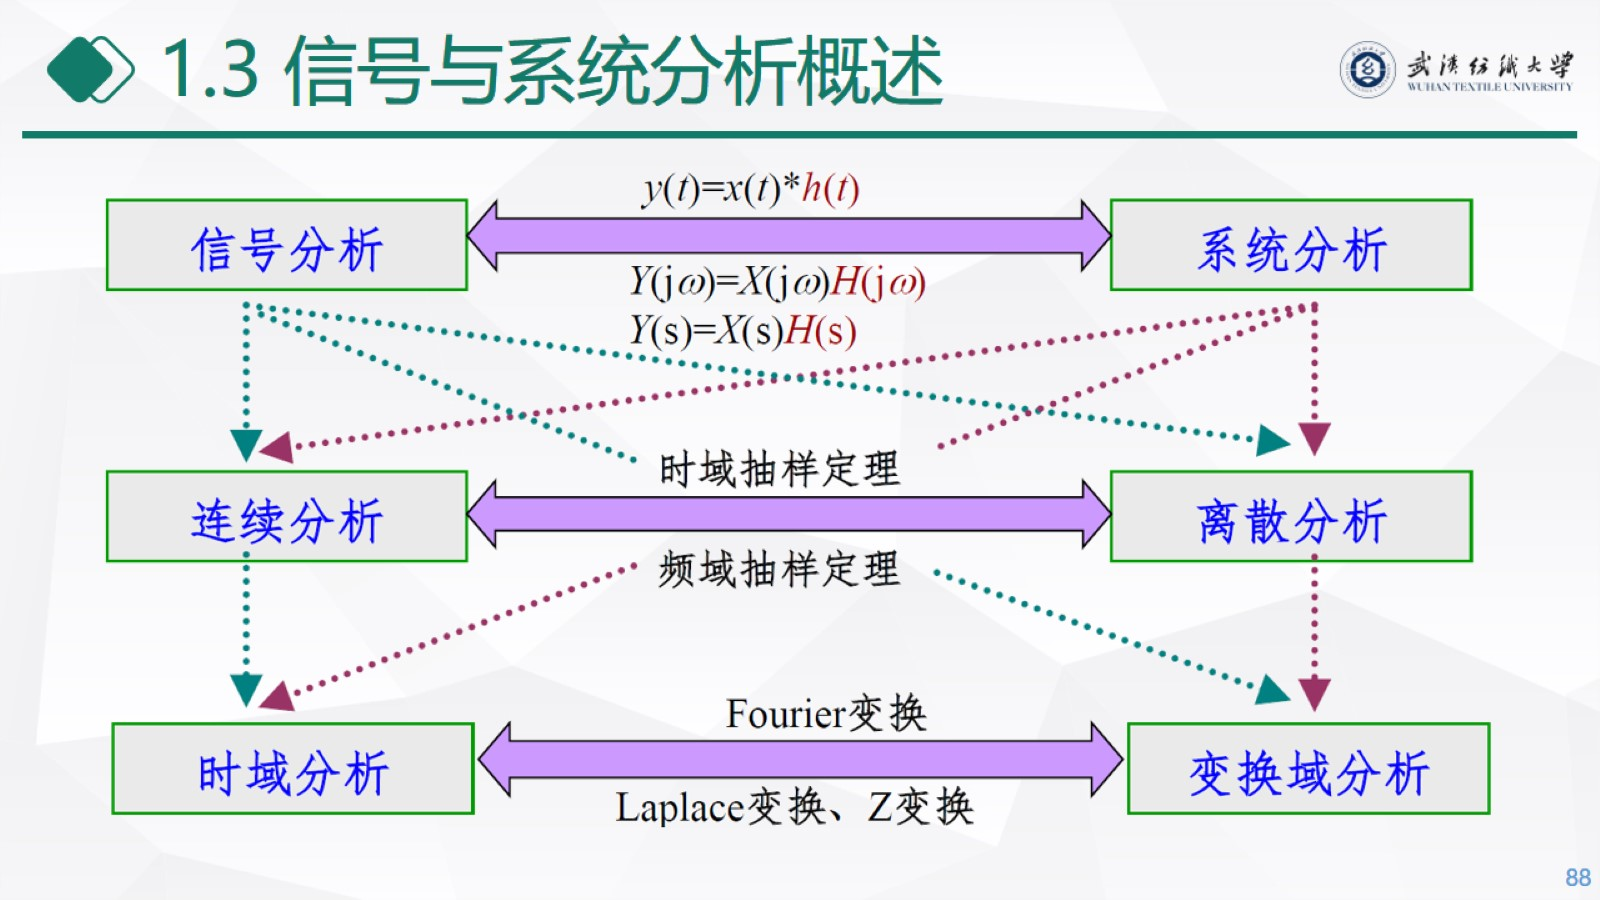 1.3 信号与系统分析概述
武汉纺织大学
WUHAN TEXTILE UNIVERSITY
y(t)=x(t)*h(t)
信号分析
系统分析
Y(jω)=X(jω)H(jω)
Y(s)=X(s)H(s)
时域抽样定理
连续分析
离散分析
频域抽样定理
Fourier变换
时域分析
变换域分析
Laplace变换、Z变换
88